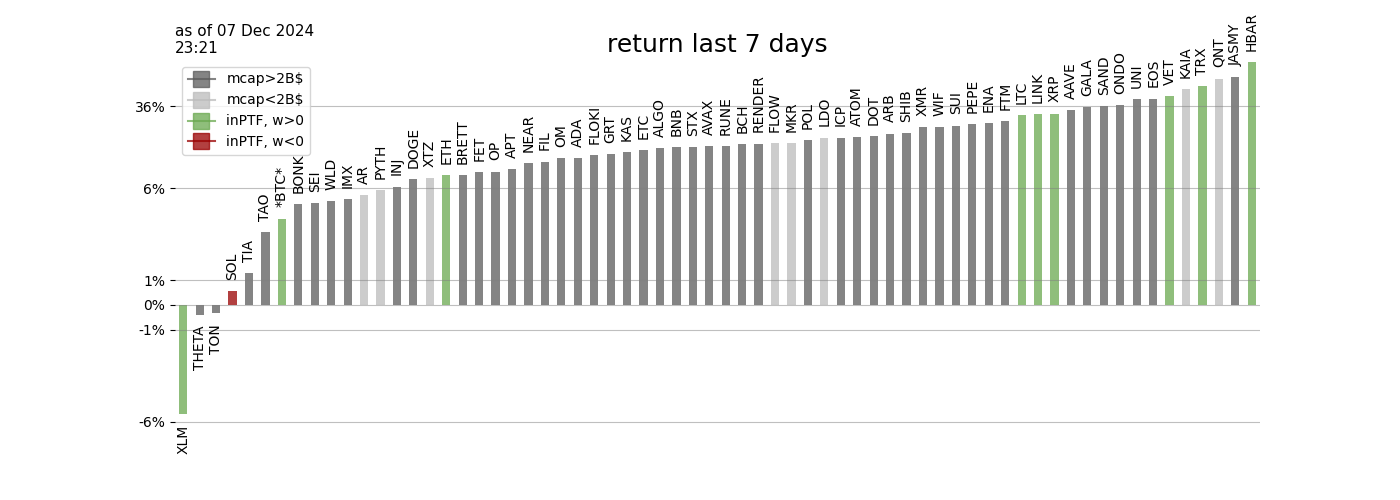 as of 07 Dec 2024
23:21
return last 7 days
mcap>2B$
mcap<2B$
inPTF, w>0
inPTF, w<0
36%
6%
1%
0%
-1%
-6%
XLM
THETA
TON
SOL
TIA
TAO
*BTC*
BONK
SEI
WLD
IMX
AR
PYTH
INJ
DOGE
XTZ
ETH
BRETT
FET
OP
APT
NEAR
FIL
OM
ADA
FLOKI
GRT
KAS
ETC
ALGO
BNB
STX
AVAX
RUNE
BCH
RENDER
FLOW
MKR
POL
LDO
ICP
ATOM
DOT
ARB
SHIB
XMR
WIF
SUI
PEPE
ENA
FTM
LTC
LINK
XRP
AAVE
GALA
SAND
ONDO
UNI
EOS
VET
KAIA
TRX
QNT
JASMY
HBAR